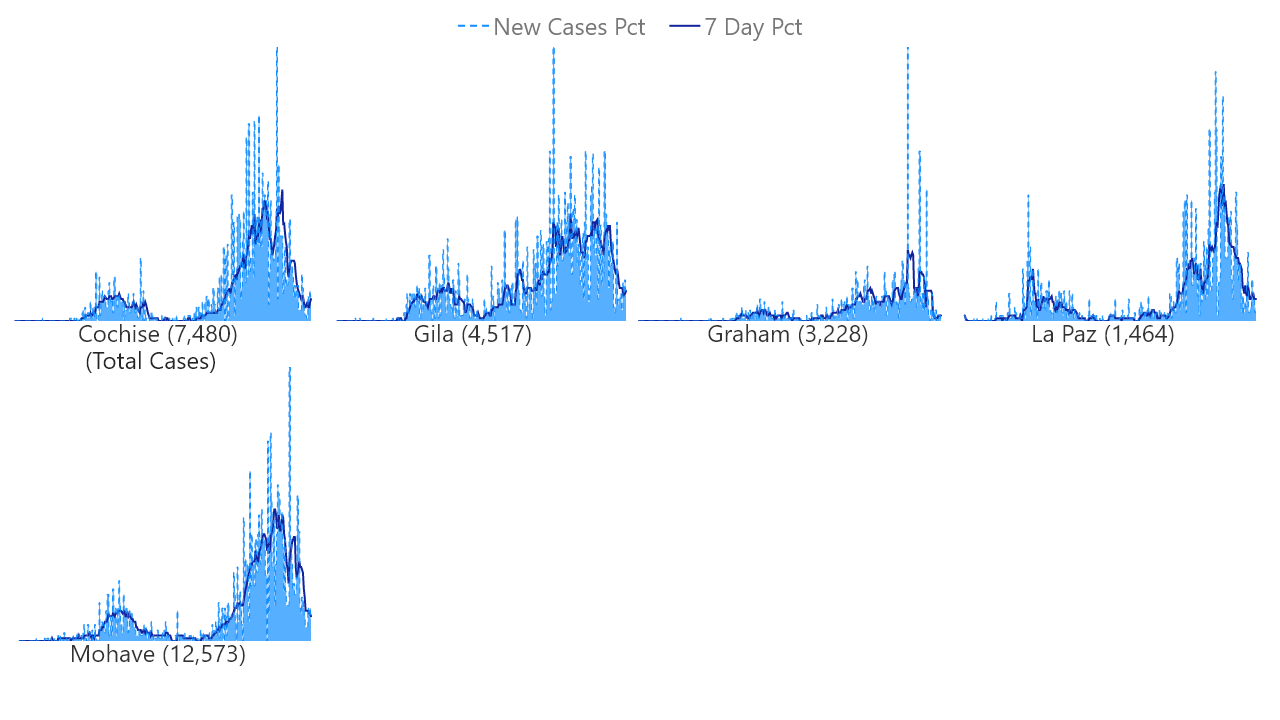 New Cases Pct 7 Day Pct
Cochise (7,480)
(Total Cases)
Gila (4,517)
Graham (3,228)
La Paz (1,464)
Mohave (12,573)